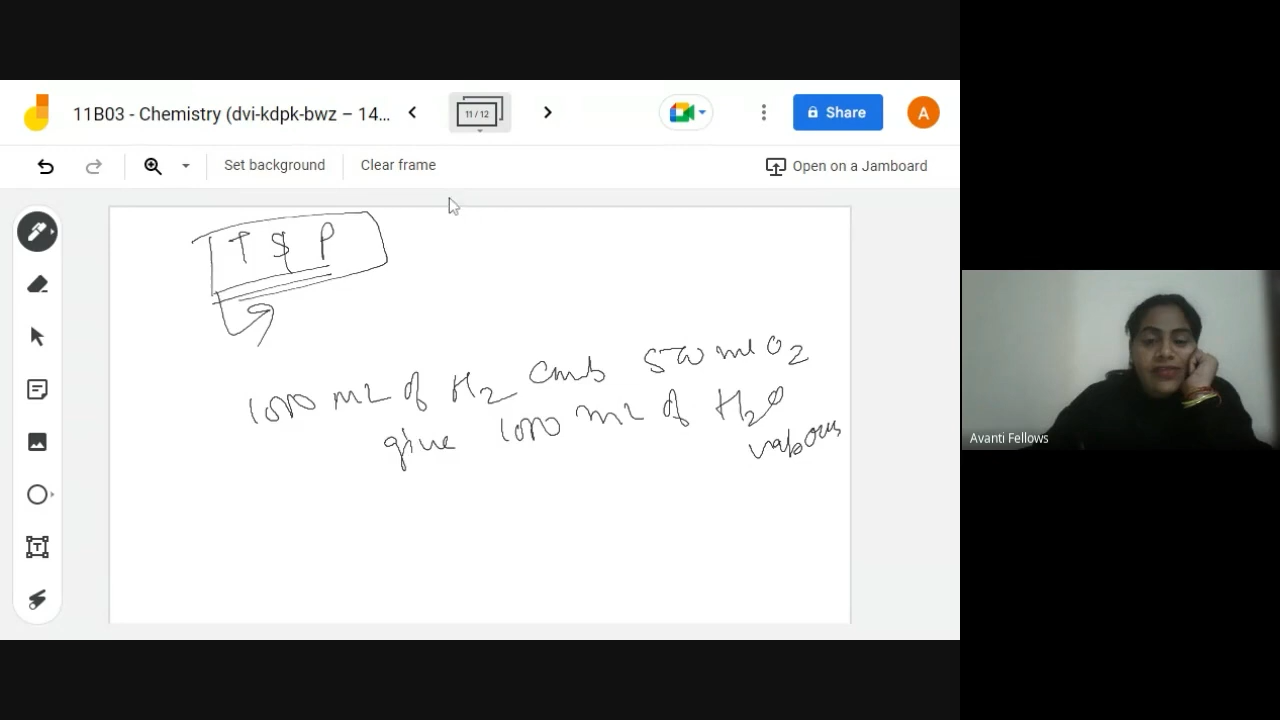 11B03 - Chemistry (dvi-kdpk-bwz – 14...
11 / 12
Share
A
Set background
Clear frame
Open on a Jamboard
T & P
1000 mL of H2 comb 500 ml O2
give 1000 mL of H2O
vapours
Avanti Fellows